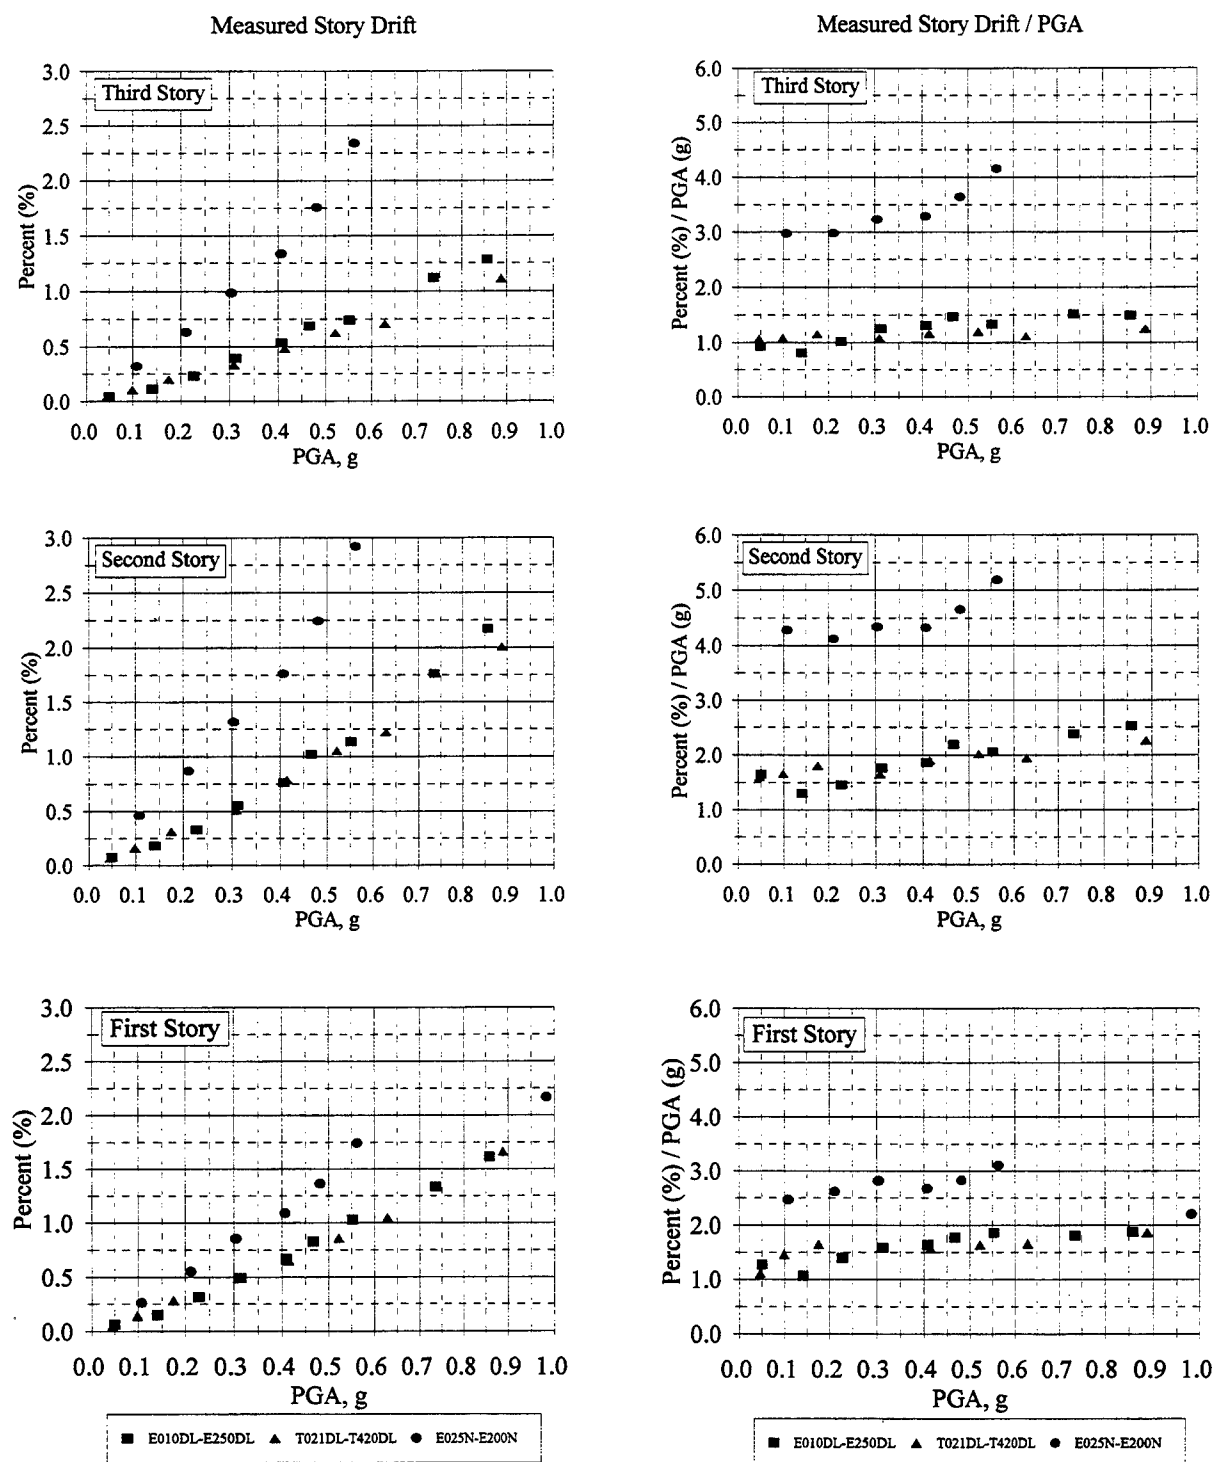 Measured Story Drift
Measured Story Drift / PGA
Third Story
Percent (%)
3.0
2.5
2.0
1.5
1.0
0.5
0.0
0.0 0.1 0.2 0.3 0.4 0.5 0.6 0.7 0.8 0.9 1.0
PGA, g
Third Story
Percent (%) / PGA (g)
6.0
5.0
4.0
3.0
2.0
1.0
0.0
0.0 0.1 0.2 0.3 0.4 0.5 0.6 0.7 0.8 0.9 1.0
PGA, g
Second Story
Percent (%)
3.0
2.5
2.0
1.5
1.0
0.5
0.0
0.0 0.1 0.2 0.3 0.4 0.5 0.6 0.7 0.8 0.9 1.0
PGA, g
Second Story
Percent (%) / PGA (g)
6.0
5.0
4.0
3.0
2.0
1.0
0.0
0.0 0.1 0.2 0.3 0.4 0.5 0.6 0.7 0.8 0.9 1.0
PGA, g
First Story
Percent (%)
3.0
2.5
2.0
1.5
1.0
0.5
0.0
0.0 0.1 0.2 0.3 0.4 0.5 0.6 0.7 0.8 0.9 1.0
PGA, g
First Story
Percent (%) / PGA (g)
6.0
5.0
4.0
3.0
2.0
1.0
0.0
0.0 0.1 0.2 0.3 0.4 0.5 0.6 0.7 0.8 0.9 1.0
PGA, g
E010DL-E250DL T021DL-T420DL E025N-E200N
E010DL-E250DL T021DL-T420DL E025N-E200N